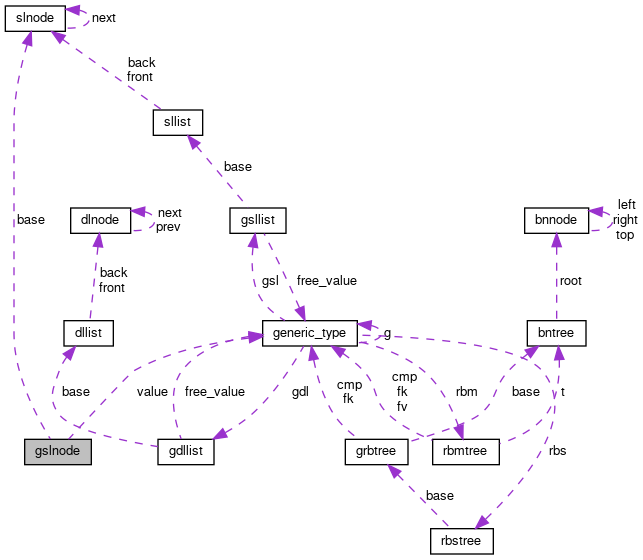 slnode
next
back
front
sllist
base
dlnode
next
prev
gsllist
bnnode
left
right
top
base
back
front
gsl
free_value
root
dllist
generic_type
g
bntree
base
value
free_value
gdl
cmp
fk
cmp
fk
fv
rbm
base
t
gslnode
gdllist
grbtree
rbmtree
rbs
base
rbstree